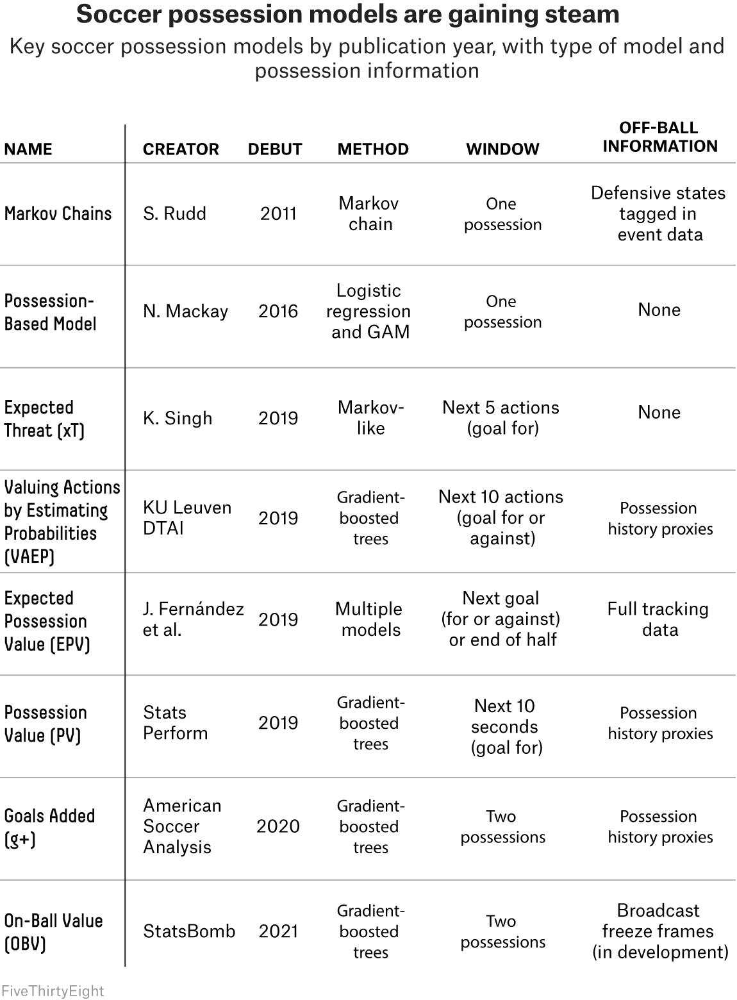 Soccer possession models are gaining steam
Key soccer possession models by publication year, with type of model and
possession information
NAME CREATOR DEBUT METHOD WINDOW OFF-BALL
INFORMATION
Markov Chains
S. Rudd
2011
Markov
chain
One
possession
Defensive states
tagged in
event data
Possession-
Based Model
N. Mackay
2016
Logistic
regression
and GAM
One
possession
None
Expected
Threat (xT)
K. Singh
2019
Markov-
like
Next 5 actions
(goal for)
None
Valuing Actions
by Estimating
Probabilities
(VAEP)
KU Leuven
DTAI
2019
Gradient-
boosted
trees
Next 10 actions
(goal for or
against)
Possession
history proxies
Expected
Possession
Value (EPV)
J. Fernández
et al.
2019
Multiple
models
Next goal
(for or against)
or end of half
Full tracking
data
Possession
Value (PV)
Stats
Perform
2019
Gradient-
boosted
trees
Next 10
seconds
(goal for)
Possession
history proxies
Goals Added
(g+)
American
Soccer
Analysis
2020
Gradient-
boosted
trees
Two
possessions
Possession
history proxies
On-Ball Value
(OBV)
StatsBomb
2021
Gradient-
boosted
trees
Two
possessions
Broadcast
freeze frames
(in development)
FiveThirtyEight